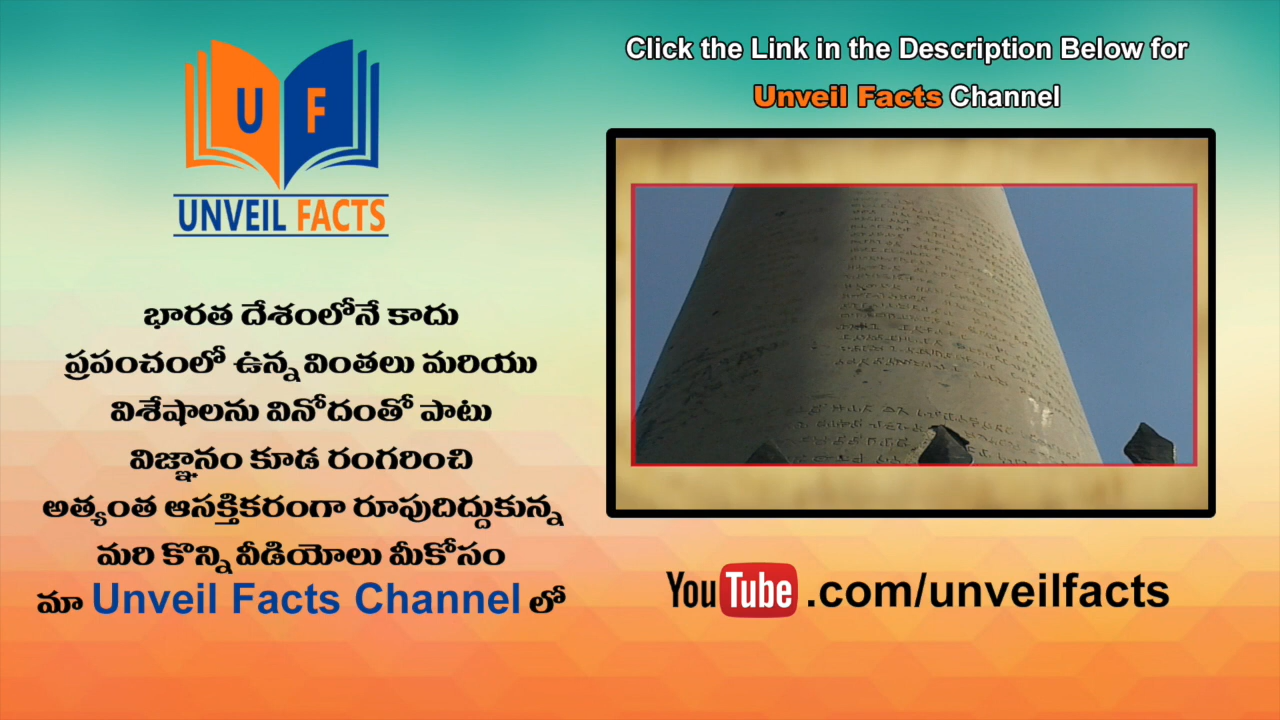 U F
UNVEIL FACTS
భారత దేశంలోనే కాదు
ప్రపంచంలో ఉన్న వింతలు మరియు
విశేషాలను వినోదంతో పాటు
విజ్ఞానం కూడ రంగరించి
అత్యంత ఆసక్తికరంగా రూపుదిద్దుకున్న
మరి కొన్ని వీడియోలు మీకోసం
మా Unveil Facts Channel లో
Click the Link in the Description Below for
Unveil Facts Channel
YouTube.com/unveilfacts